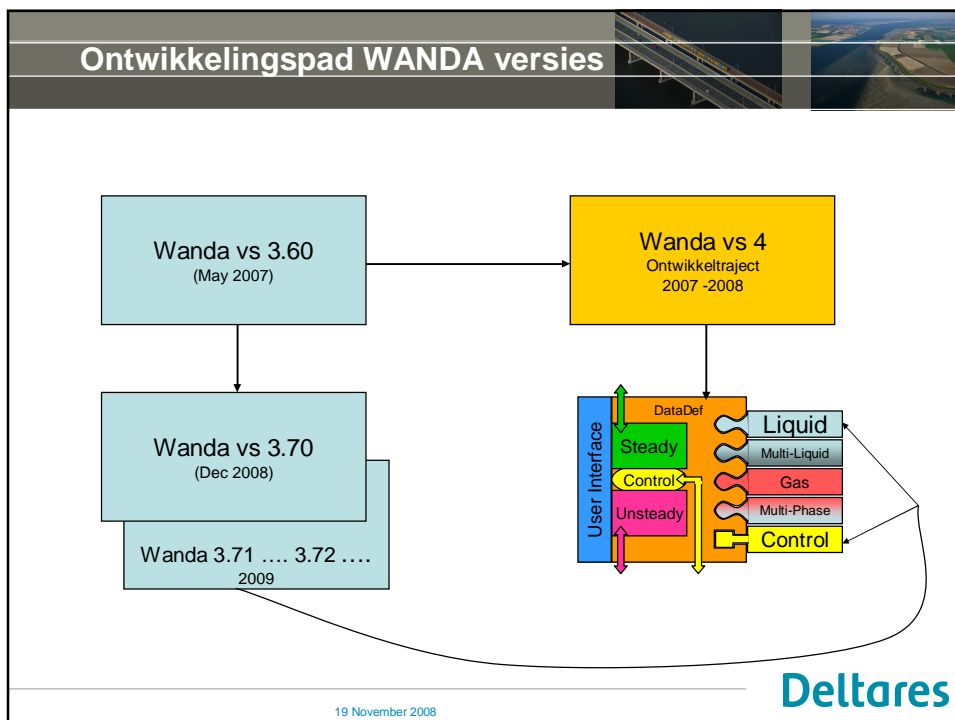 Ontwikkelingspad WANDA versies
Wanda vs 3.60
(May 2007)
Wanda vs 4
Ontwikkeltraject
2007 -2008
Wanda vs 3.70
(Dec 2008)
Wanda 3.71 …. 3.72 ….
2009
User Interface
DataDef
Steady
Control
Unsteady
Liquid
Multi-Liquid
Gas
Multi-Phase
Control
19 November 2008
Deltares